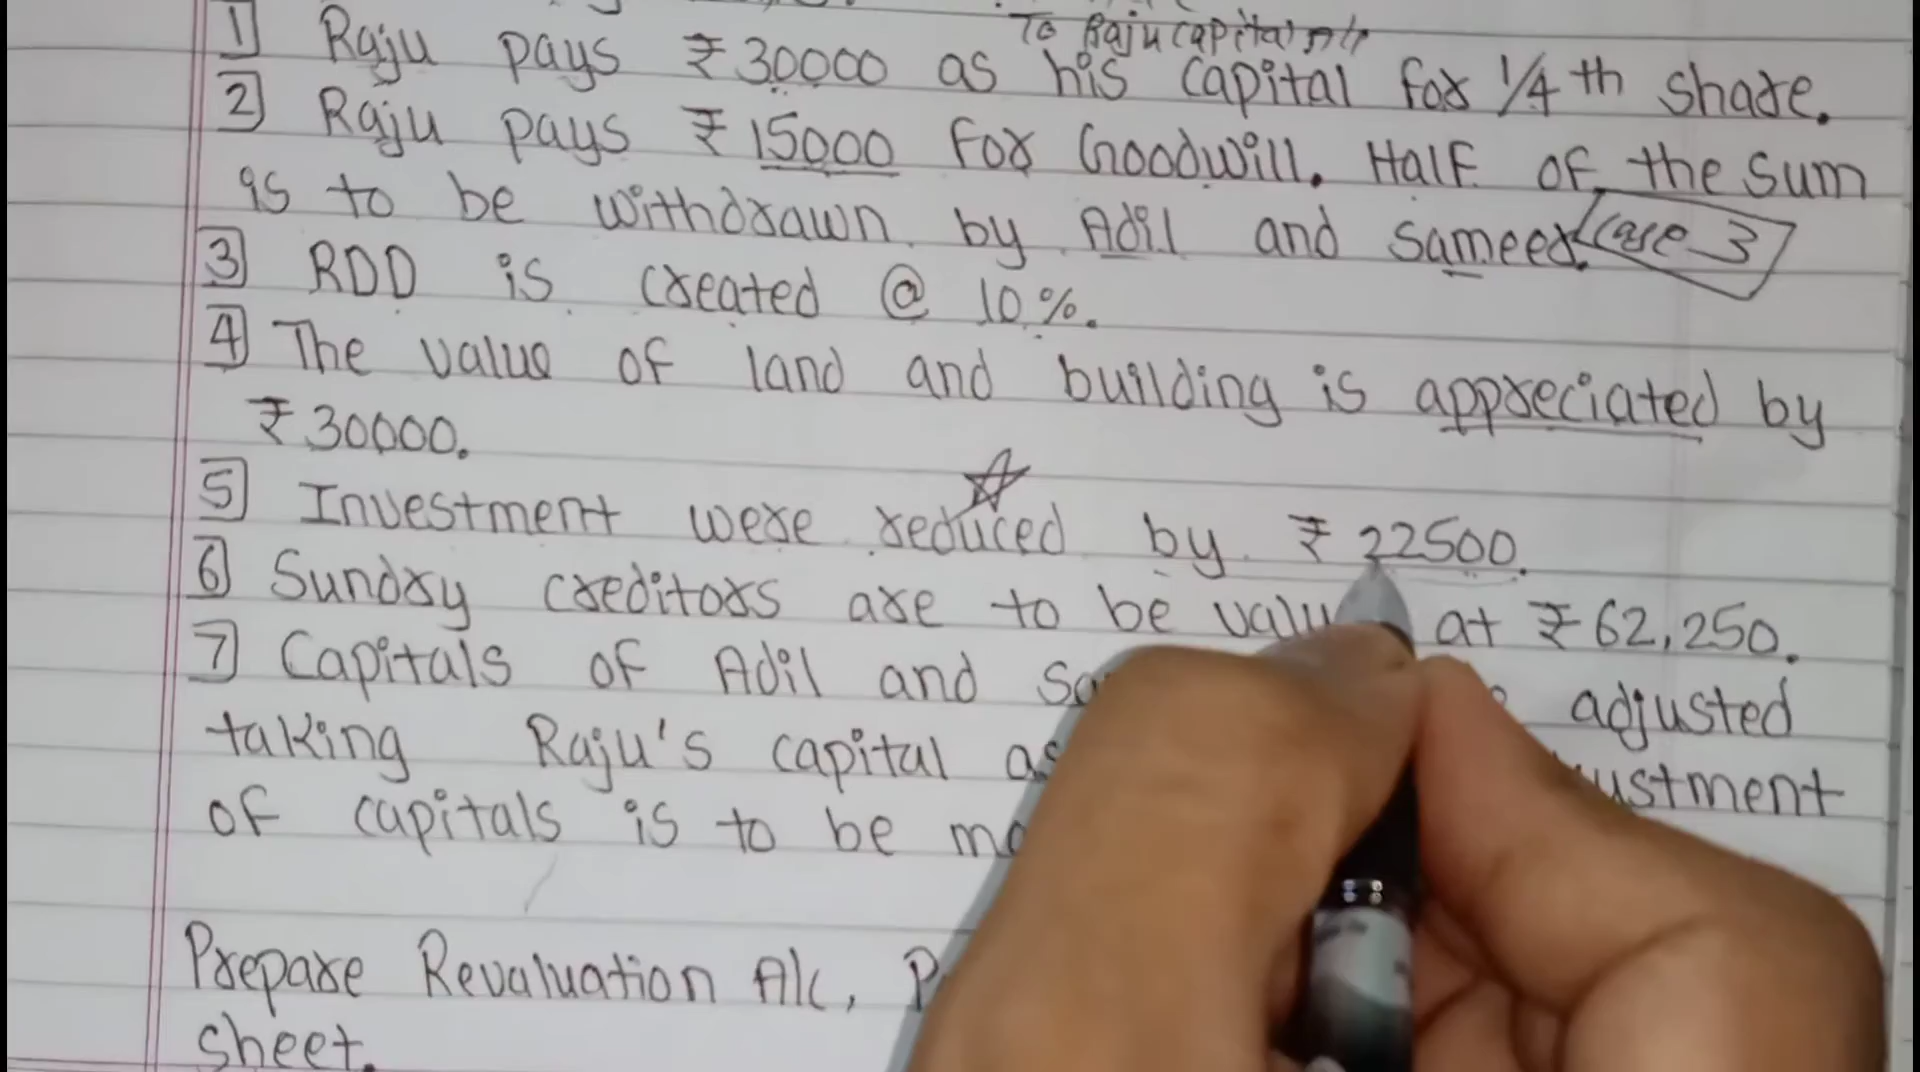 To Raju capital A/c
1 Raju pays ₹30000 as his capital for 1/4th share.
2 Raju pays ₹15000 for Goodwill. Half of the sum
is to be withdrawn by Adil and Sameer. case 3
3 RDD is created @ 10%.
4 The value of land and building is appreciated by
₹30000.
5 Investment were reduced by ₹22500.
6 Sundry creditors are to be at ₹62,250.
7 Capitals of Adil and adjusted
taking Raju's capital
of capitals is to be
Prepare Revaluation A/c,
sheet.